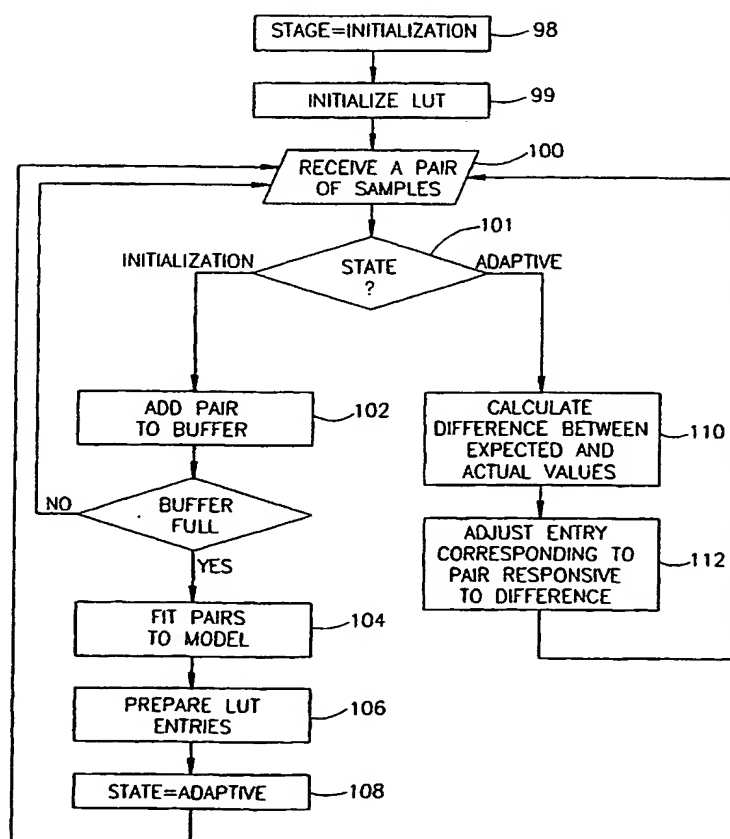 STAGE=INITIALIZATION
98
INITIALIZE LUT
99
RECEIVE A PAIR
OF SAMPLES
100
STATE
?
101
INITIALIZATION
ADAPTIVE
ADD PAIR
TO BUFFER
102
BUFFER
FULL
NO
YES
FIT PAIRS
TO MODEL
104
PREPARE LUT
ENTRIES
106
STATE=ADAPTIVE
108
CALCULATE
DIFFERENCE BETWEEN
EXPECTED AND
ACTUAL VALUES
110
ADJUST ENTRY
CORRESPONDING TO
PAIR RESPONSIVE
TO DIFFERENCE
112